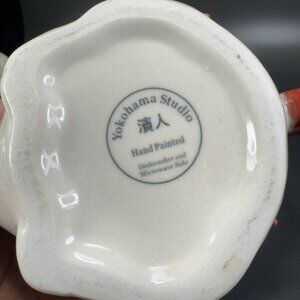 Yokohama Studio
濱人
Hand Painted
Dishwasher and
Microwave Safe